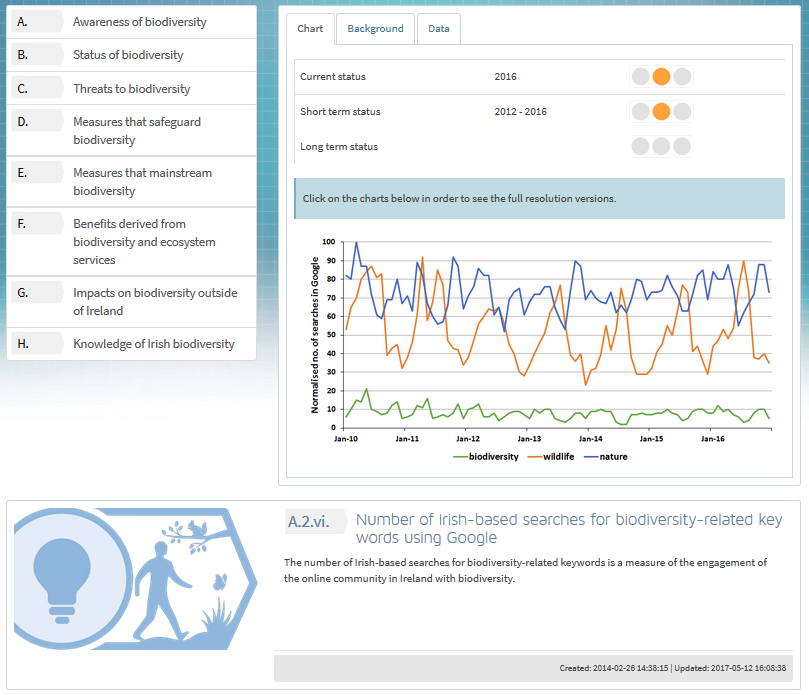 A. Awareness of biodiversity
B. Status of biodiversity
C. Threats to biodiversity
D. Measures that safeguard
biodiversity
E. Measures that mainstream
biodiversity
F. Benefits derived from
biodiversity and ecosystem
services
G. Impacts on biodiversity outside
of Ireland
H. Knowledge of Irish biodiversity
Chart Background Data
Current status 2016
Short term status 2012 - 2016
Long term status
Click on the charts below in order to see the full resolution versions.
Normalised no. of searches in Google
100
90
80
70
60
50
40
30
20
10
0
Jan-10 Jan-11 Jan-12 Jan-13 Jan-14 Jan-15 Jan-16
biodiversity wildlife nature
A.2.vi. Number of Irish-based searches for biodiversity-related key
words using Google
The number of Irish-based searches for biodiversity-related keywords is a measure of the engagement of
the online community in Ireland with biodiversity.
Created: 2014-02-26 14:38:15 | Updated: 2017-05-12 16:08:38